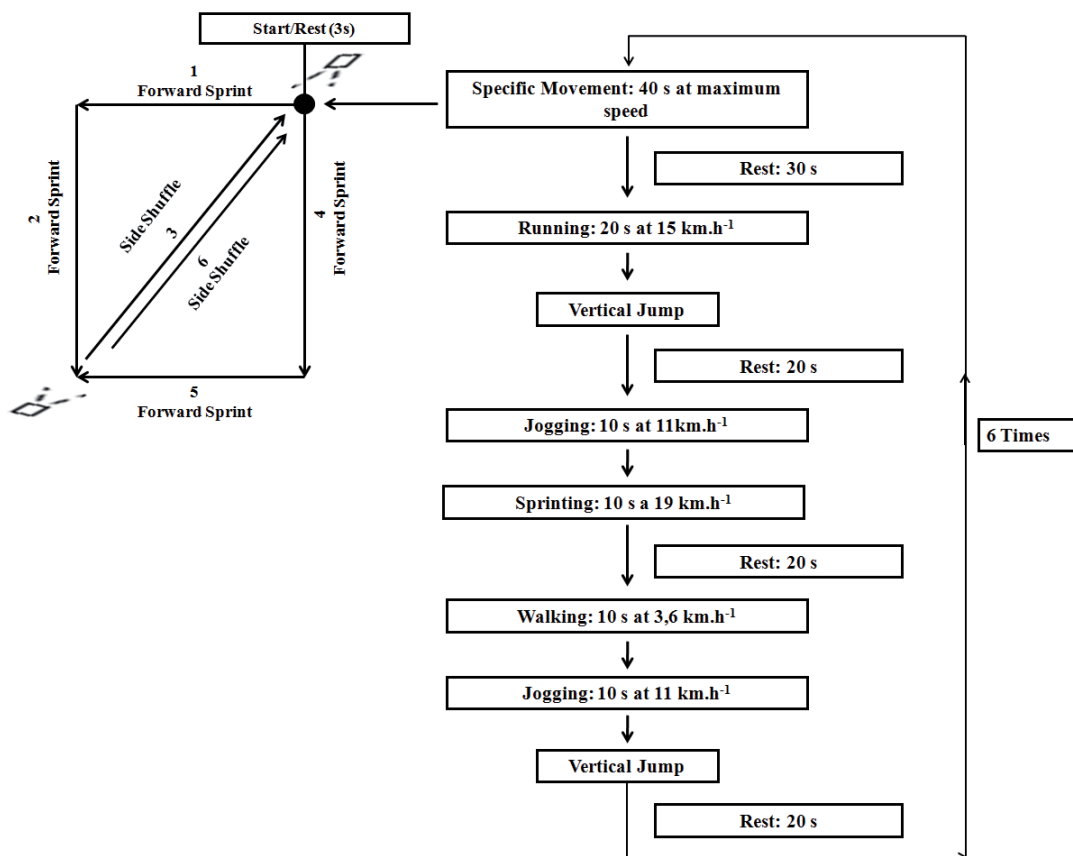 Start/Rest (3s)
1
Forward Sprint
2
Forward Sprint
Side Shuffle
3
6
Side Shuffle
4
Forward Sprint
5
Forward Sprint
Specific Movement: 40 s at maximum
speed
Rest: 30 s
Running: 20 s at 15 km.h⁻¹
Vertical Jump
Rest: 20 s
Jogging: 10 s at 11km.h⁻¹
Sprinting: 10 s a 19 km.h⁻¹
Rest: 20 s
Walking: 10 s at 3,6 km.h⁻¹
Jogging: 10 s at 11 km.h⁻¹
Vertical Jump
Rest: 20 s
6 Times